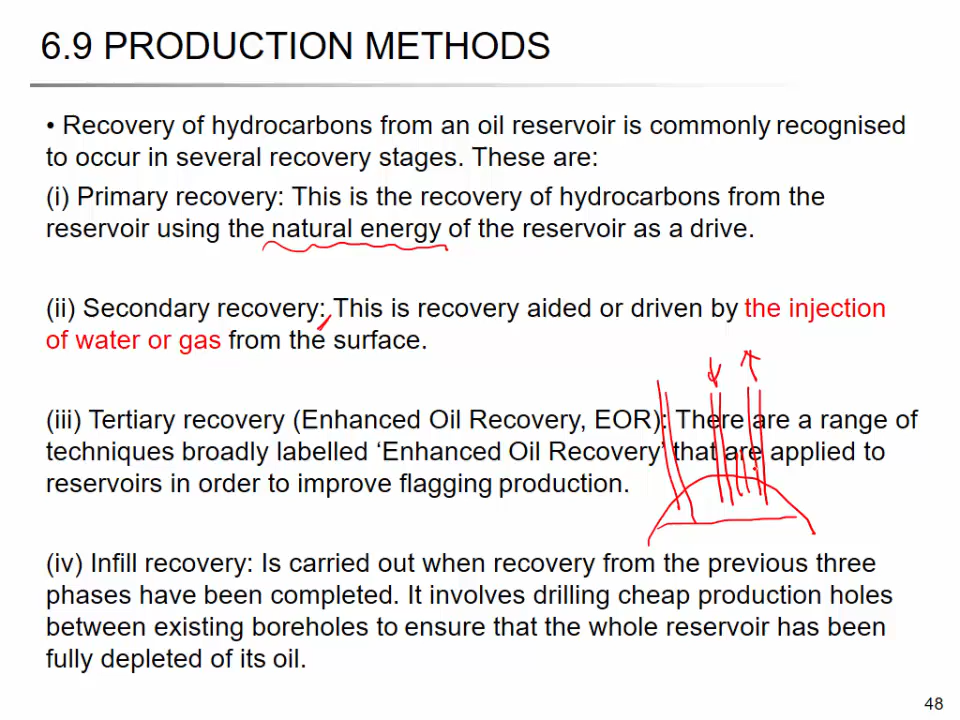 6.9 PRODUCTION METHODS
• Recovery of hydrocarbons from an oil reservoir is commonly recognised
to occur in several recovery stages. These are:
(i) Primary recovery: This is the recovery of hydrocarbons from the
reservoir using the natural energy of the reservoir as a drive.
(ii) Secondary recovery: This is recovery aided or driven by the injection
of water or gas from the surface.
(iii) Tertiary recovery (Enhanced Oil Recovery, EOR): There are a range of
techniques broadly labelled ‘Enhanced Oil Recovery’ that are applied to
reservoirs in order to improve flagging production.
(iv) Infill recovery: Is carried out when recovery from the previous three
phases have been completed. It involves drilling cheap production holes
between existing boreholes to ensure that the whole reservoir has been
fully depleted of its oil.
48